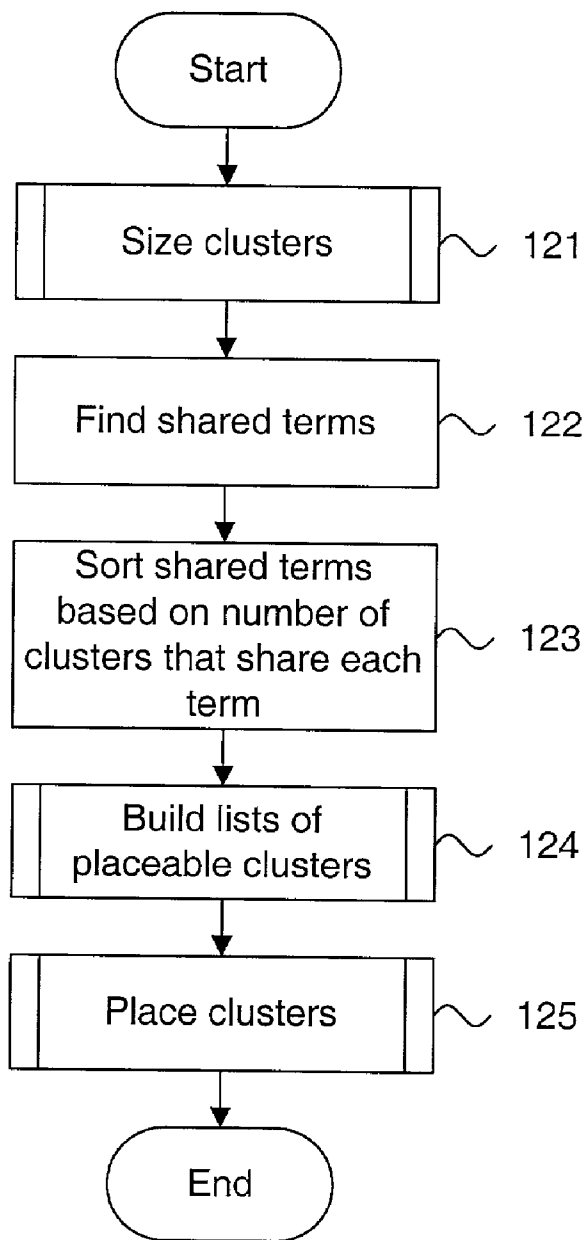 Start
Size clusters
121
Find shared terms
122
Sort shared terms
based on number of
clusters that share each
term
123
Build lists of
placeable clusters
124
Place clusters
125
End